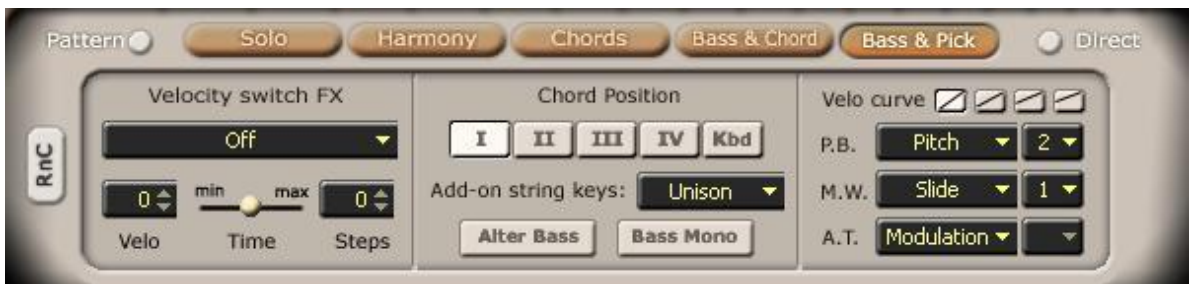 Pattern Solo Harmony Chords Bass & Chord Bass & Pick Direct
RnC
Velocity switch FX
Off
0 min max 0
Velo Time Steps
Chord Position
I II III IV Kbd
Add-on string keys: Unison
Alter Bass Bass Mono
Velo curve
P.B. Pitch 2
M.W. Slide 1
A.T. Modulation